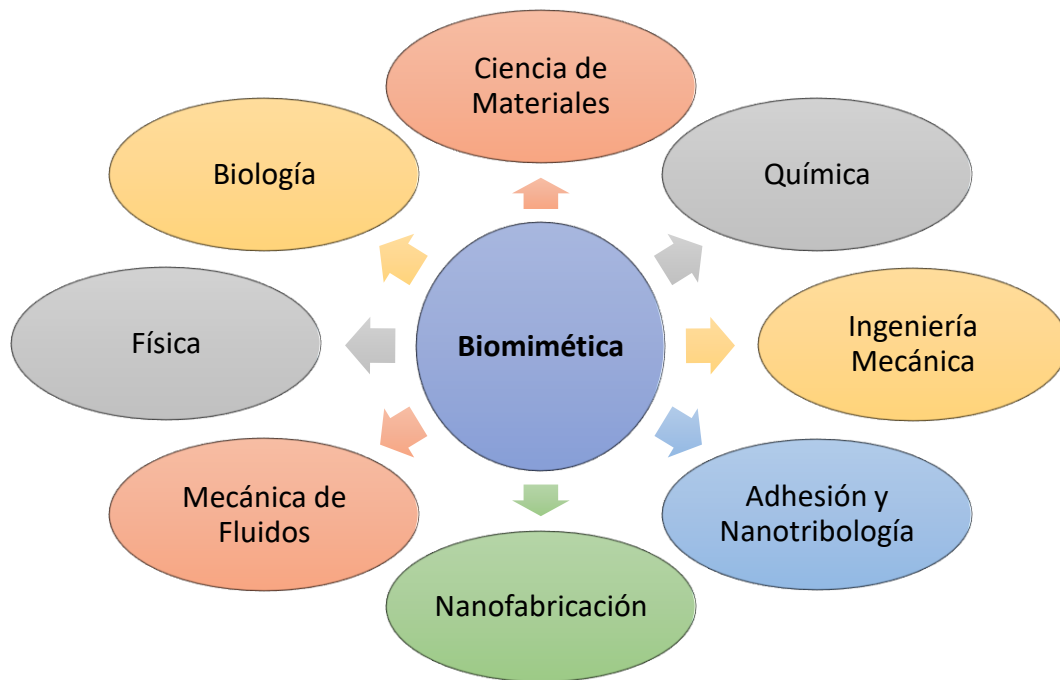 Ciencia de
Materiales
Biología
Química
Física
Biomimética
Ingeniería
Mecánica
Mecánica de
Fluidos
Adhesión y
Nanotribología
Nanofabricación